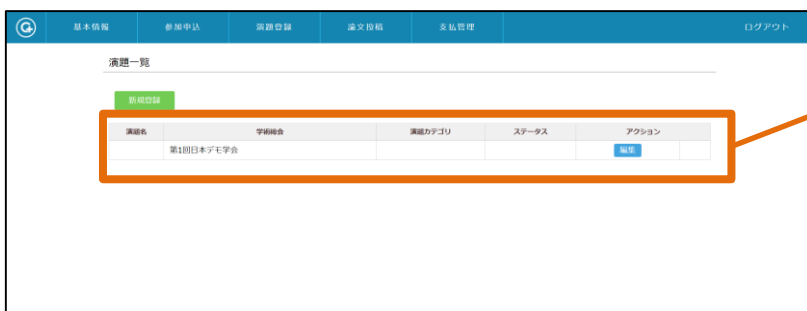 基本情報 参加申込 演題登録 論文投稿 支払管理 ログアウト
演題一覧
新規登録
演題名 学術総会 演題カテゴリ ステータス アクション
第1回日本デモ学会 編集